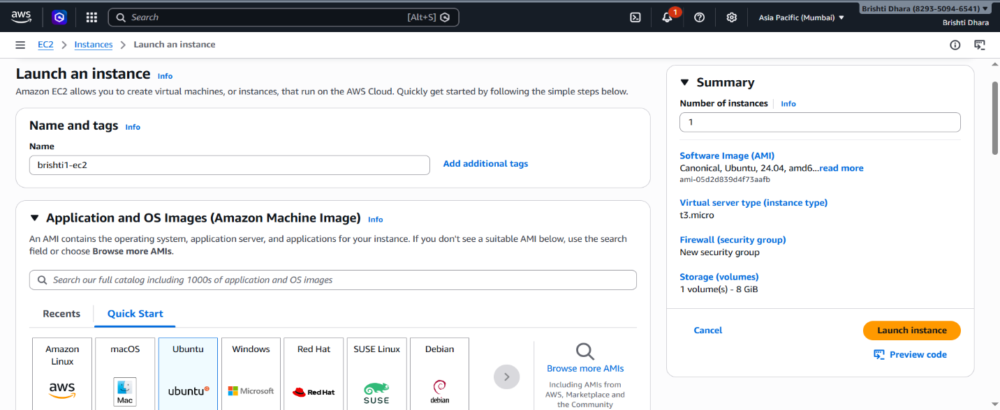 aws
Search [Alt+S]
1
Asia Pacific (Mumbai) ▼
Brishti Dhara (8293-5094-6541) ▼
Brishti Dhara
EC2 > Instances > Launch an instance
Launch an instance Info
Amazon EC2 allows you to create virtual machines, or instances, that run on the AWS Cloud. Quickly get started by following the simple steps below.
Name and tags Info
Name
brishti1-ec2
Add additional tags
▼ Application and OS Images (Amazon Machine Image) Info
An AMI contains the operating system, application server, and applications for your instance. If you don't see a suitable AMI below, use the search
field or choose Browse more AMIs.
Search our full catalog including 1000s of application and OS images
Recents Quick Start
Amazon
Linux
aws
macOS
Mac
Ubuntu
ubuntu
Windows
Microsoft
Red Hat
Red Hat
SUSE Linux
SUSE
Debian
debian
Browse more AMIs
Including AMIs from
AWS, Marketplace and
the Community
▼ Summary
Number of instances Info
1
Software Image (AMI)
Canonical, Ubuntu, 24.04, amd6...read more
ami-05d2d839d4f73aafb
Virtual server type (instance type)
t3.micro
Firewall (security group)
New security group
Storage (volumes)
1 volume(s) - 8 GiB
Cancel
Launch instance
Preview code